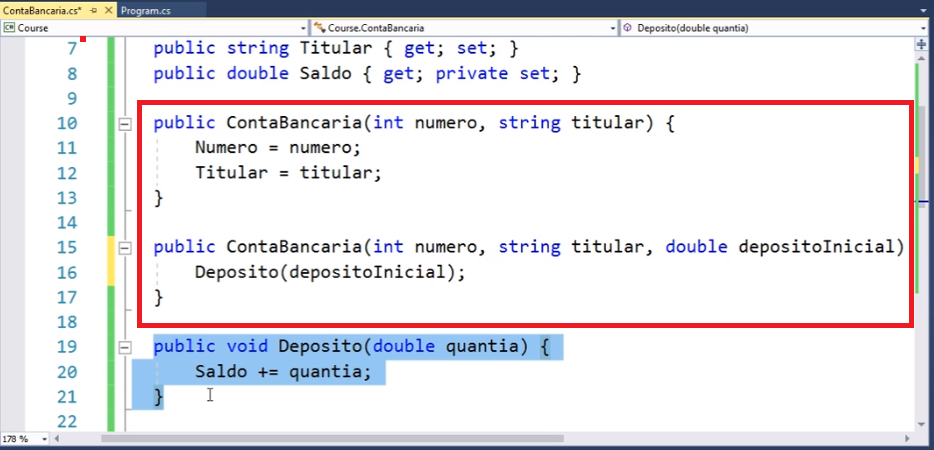 ContaBancaria.cs* Program.cs
Course Course.ContaBancaria Deposito(double quantia)
7 public string Titular { get; set; }
8 public double Saldo { get; private set; }
9
10 public ContaBancaria(int numero, string titular) {
11 Numero = numero;
12 Titular = titular;
13 }
14
15 public ContaBancaria(int numero, string titular, double depositoInicial)
16 Deposito(depositoInicial);
17 }
18
19 public void Deposito(double quantia) {
20 Saldo += quantia;
21 }
22
178 %